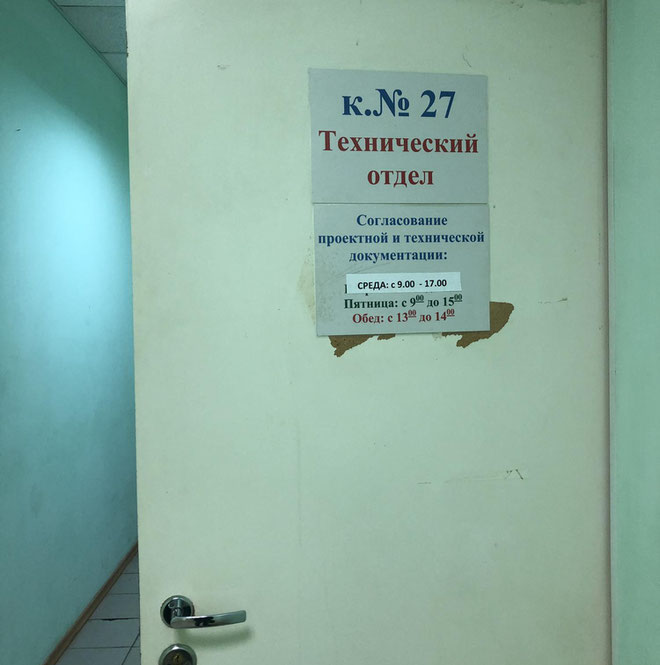 к.№ 27
Технический
отдел
Согласование
проектной и технической
документации:
СРЕДА: с 9.00 - 17.00
Пятница: с 9⁰⁰ до 15⁰⁰
Обед: с 13⁰⁰ до 14⁰⁰